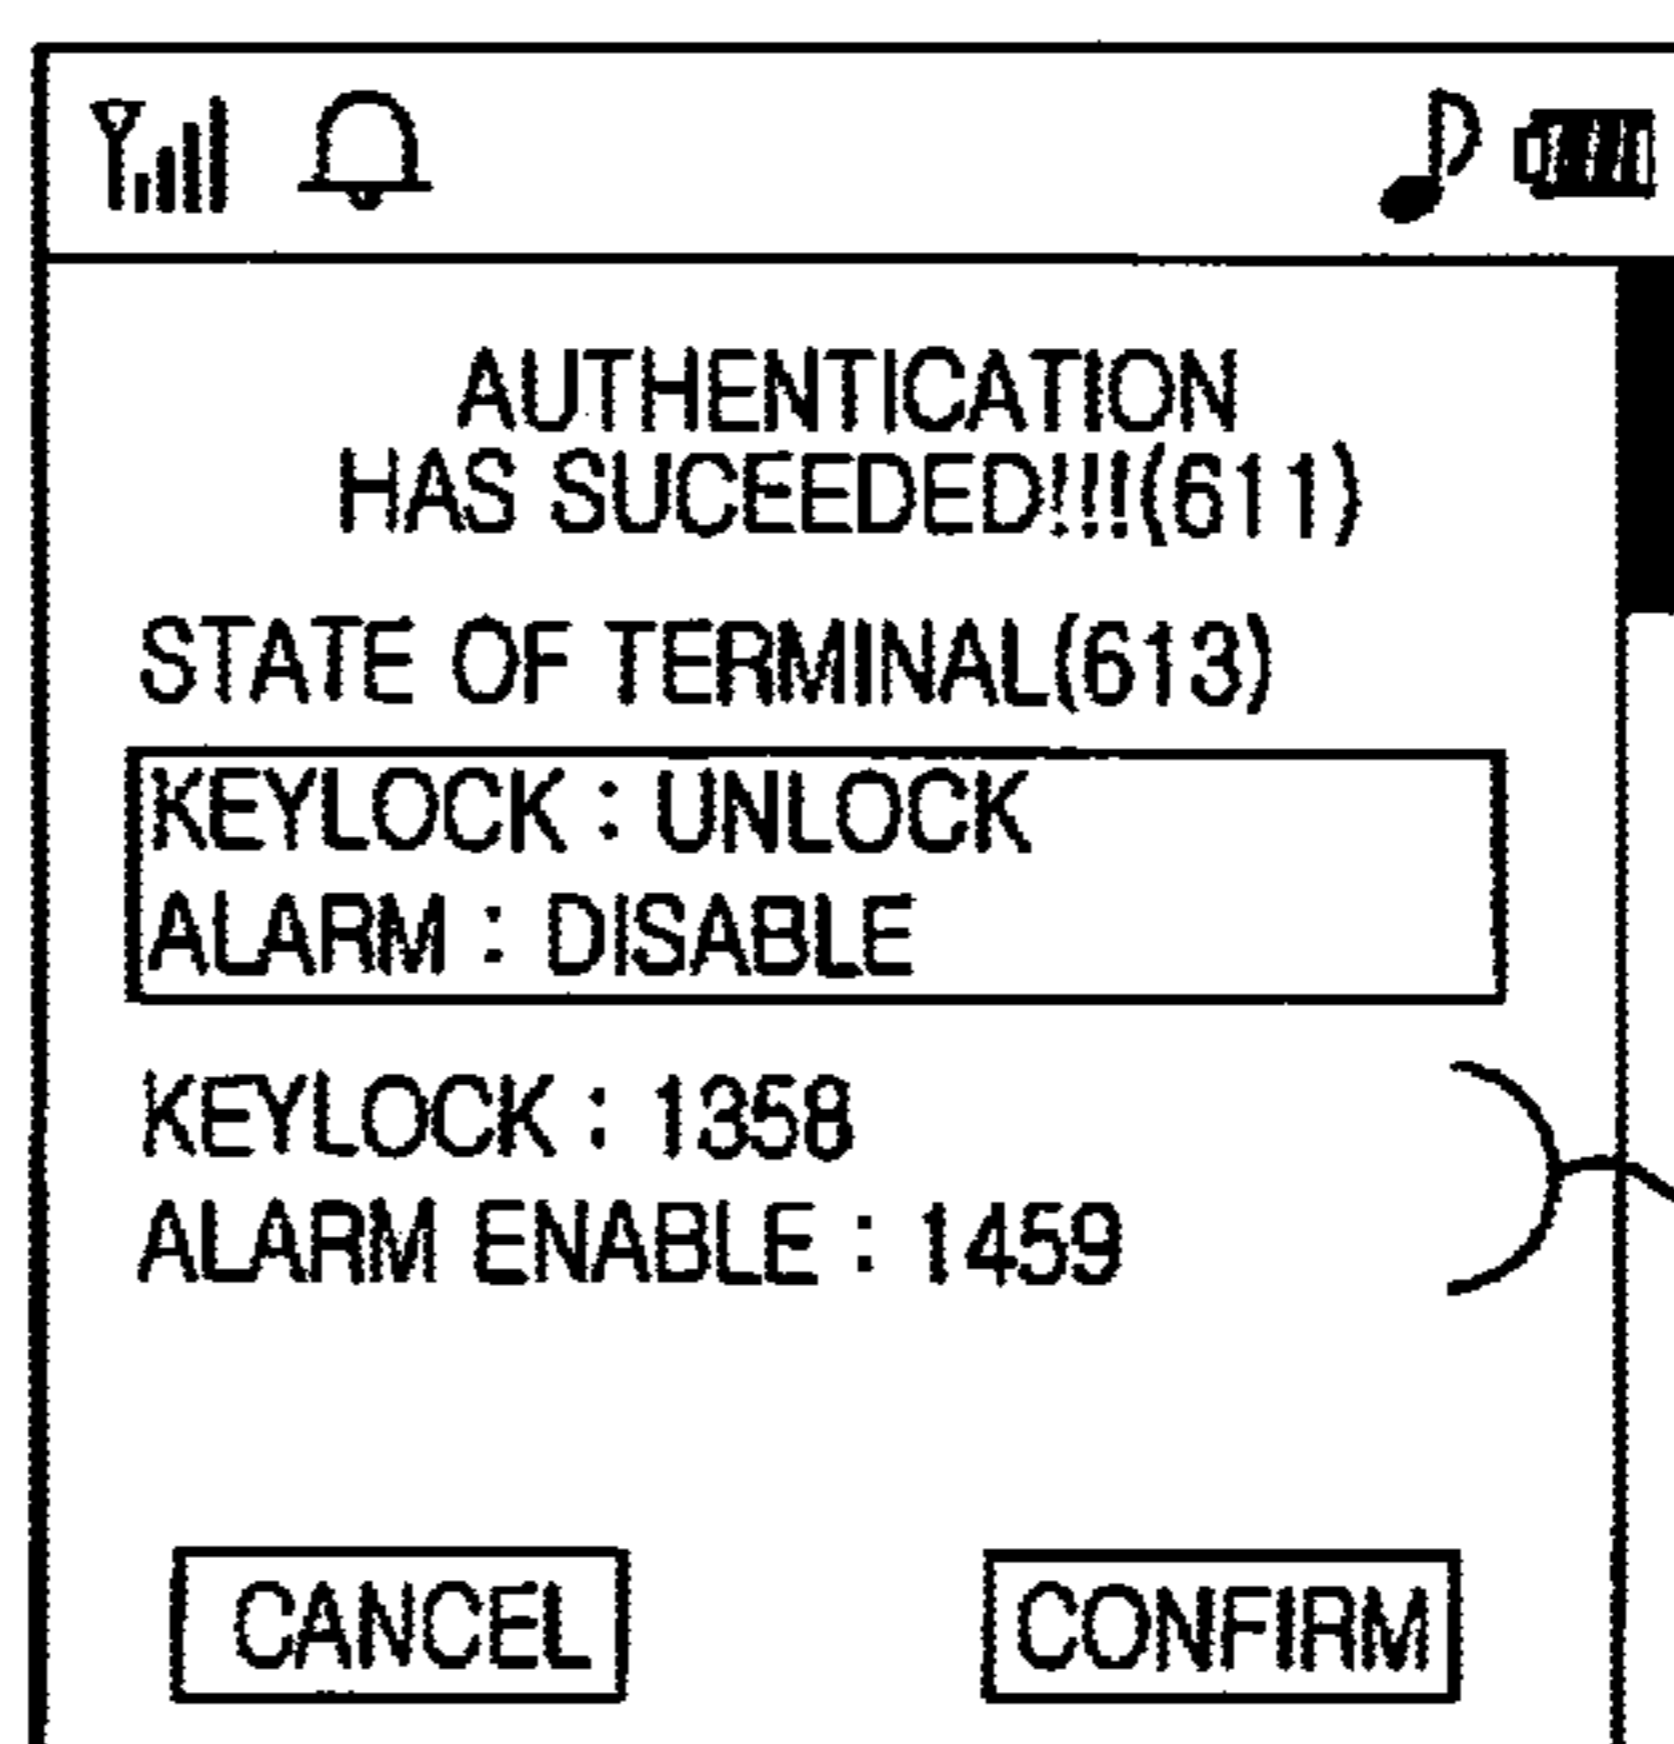 AUTHENTICATION
HAS SUCEEDED!!!(611)
STATE OF TERMINAL(613)
KEYLOCK : UNLOCK
ALARM : DISABLE
KEYLOCK : 1358
ALARM ENABLE : 1459
CANCEL
CONFIRM